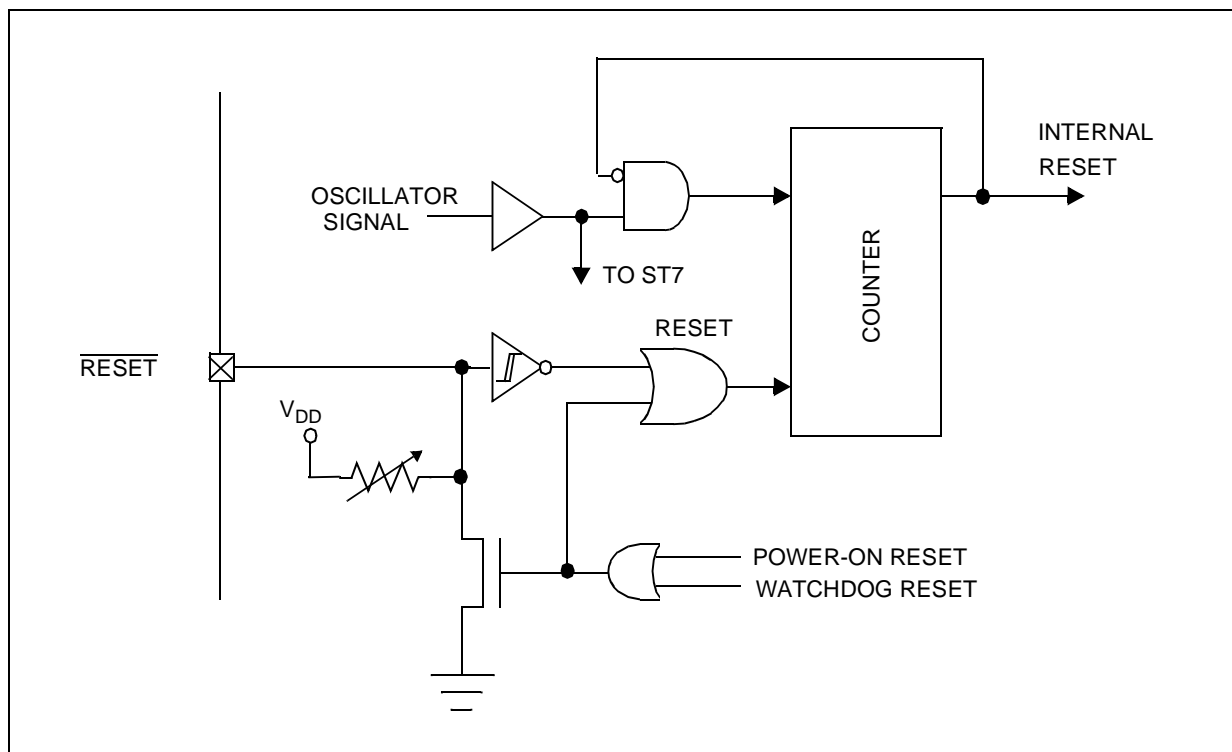 INTERNAL
RESET
OSCILLATOR
SIGNAL
TO ST7
COUNTER
RESET
RESET
VDD
POWER-ON RESET
WATCHDOG RESET